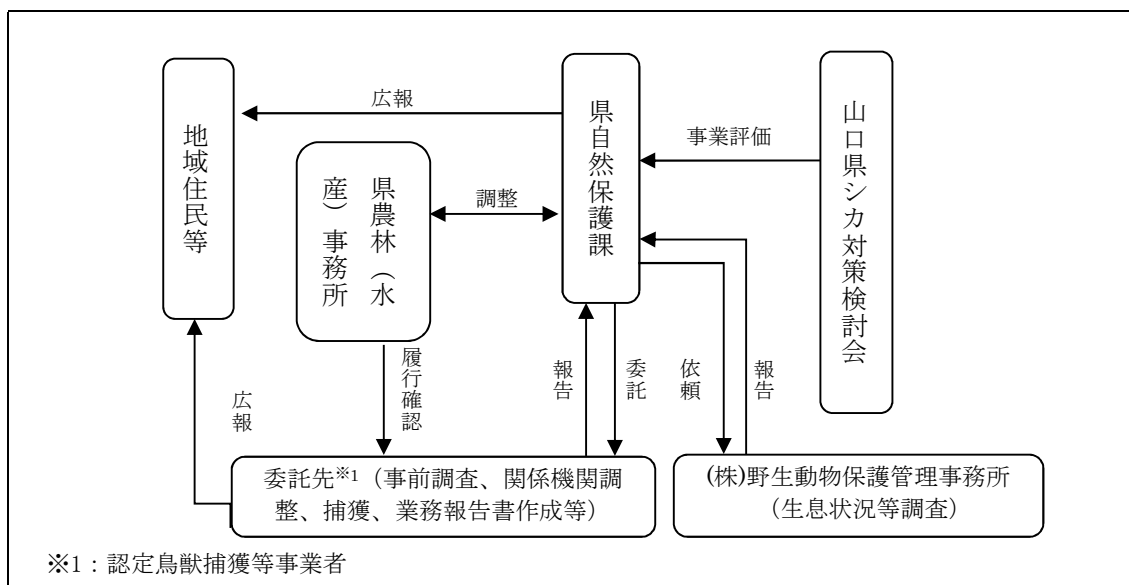 地域住民等
広報
県農林（水
産）事務所
調整
県自然保護課
事業評価
山口県シカ対策検討会
広報
履行確認
報告
委託
依頼
報告
委託先※1（事前調査、関係機関調
整、捕獲、業務報告書作成等）
(株)野生動物保護管理事務所
（生息状況等調査）
※1：認定鳥獣捕獲等事業者